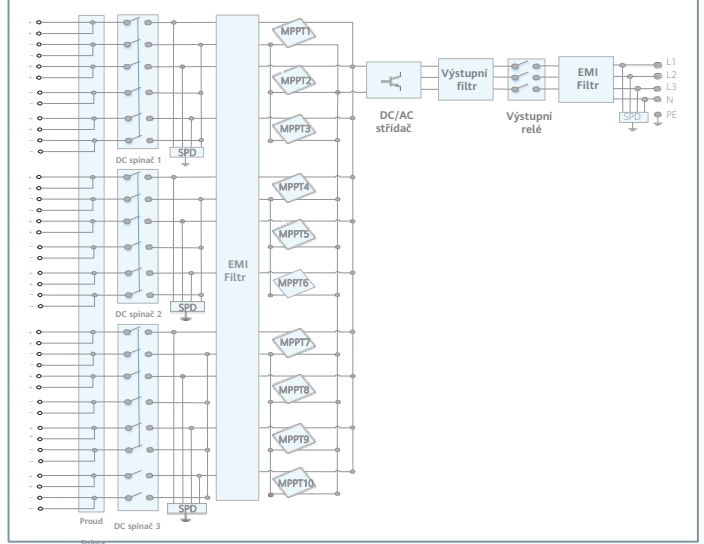 MPPT1
MPPT2
MPPT3
DC spínač 1
SPD
MPPT4
MPPT5
MPPT6
DC spínač 2
SPD
EMI
Filtr
MPPT7
MPPT8
MPPT9
MPPT10
SPD
Proud
DC spínač 3
DC/AC
střídač
Výstupní
filtr
Výstupní
relé
EMI
Filtr
L1
L2
L3
N
SPD
PE